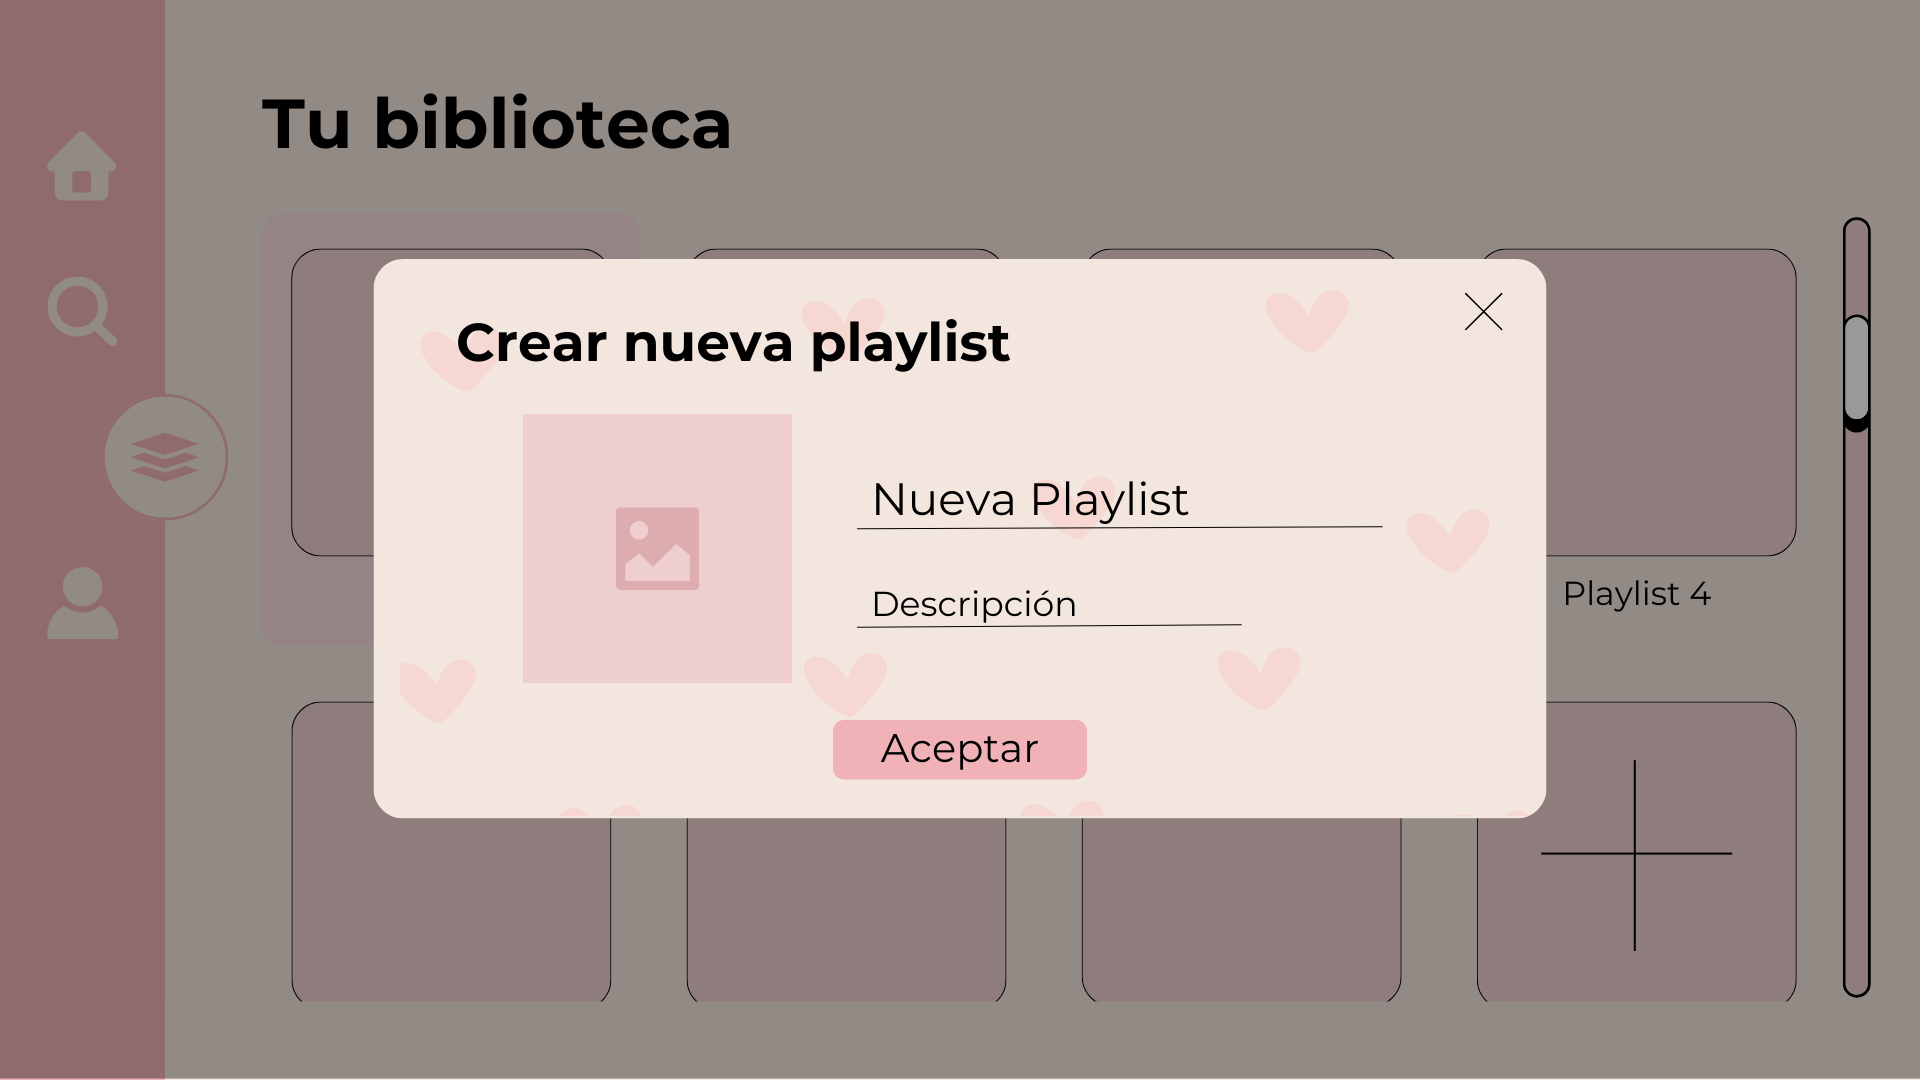 Tu biblioteca
Crear nueva playlist
Nueva Playlist
Descripción
Playlist 4
Aceptar